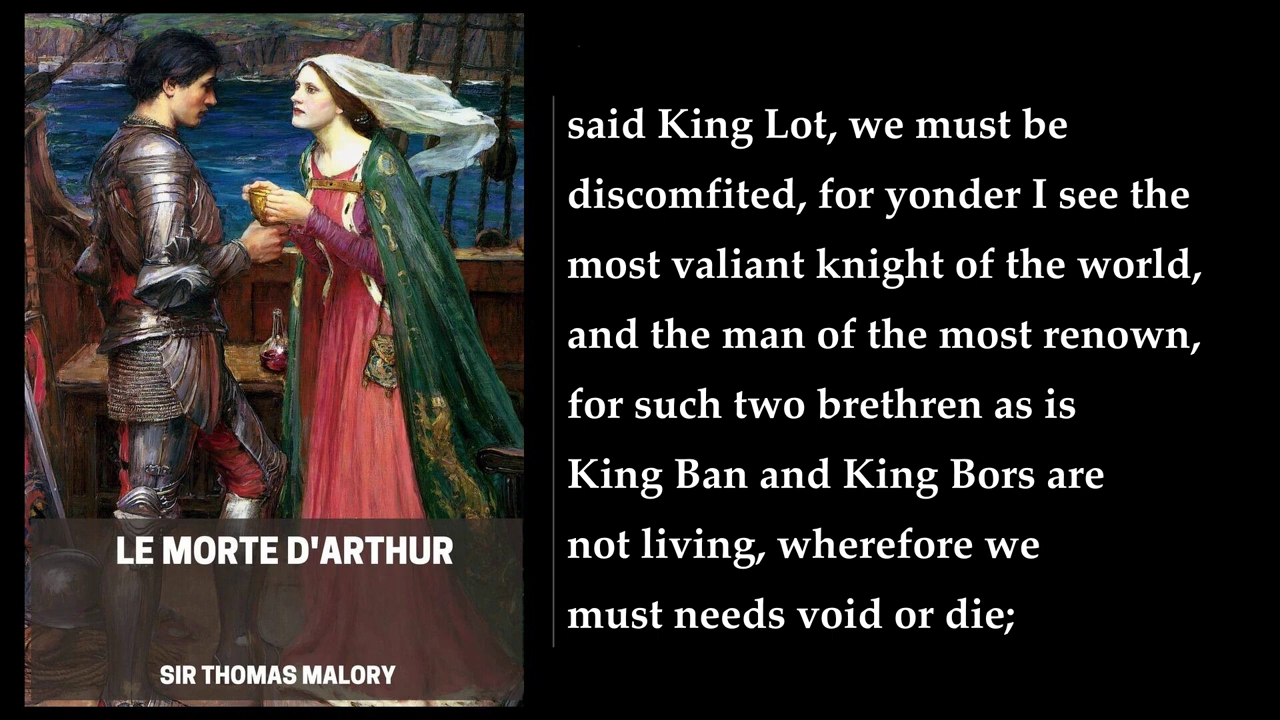 LE MORTE D'ARTHUR
SIR THOMAS MALORY
said King Lot, we must be
discomfited, for yonder I see the
most valiant knight of the world,
and the man of the most renown,
for such two brethren as is
King Ban and King Bors are
not living, wherefore we
must needs void or die;